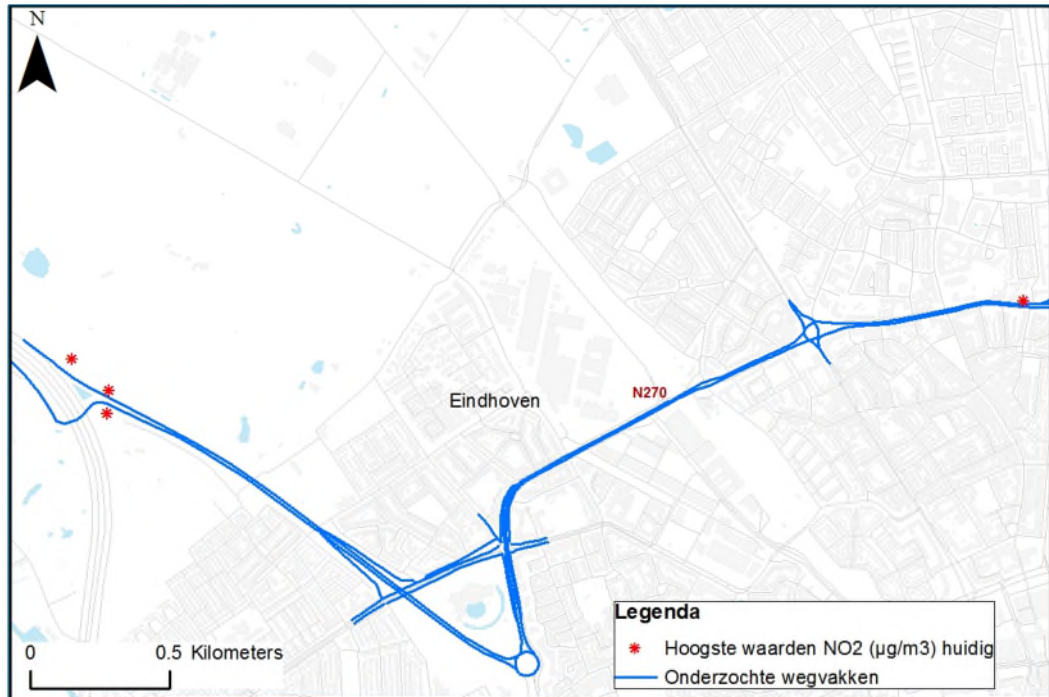 N
N270
Eindhoven
Legenda
Hoogste waarden NO2 (µg/m3) huidig
Onderzochte wegvakken
0 0.5 Kilometers